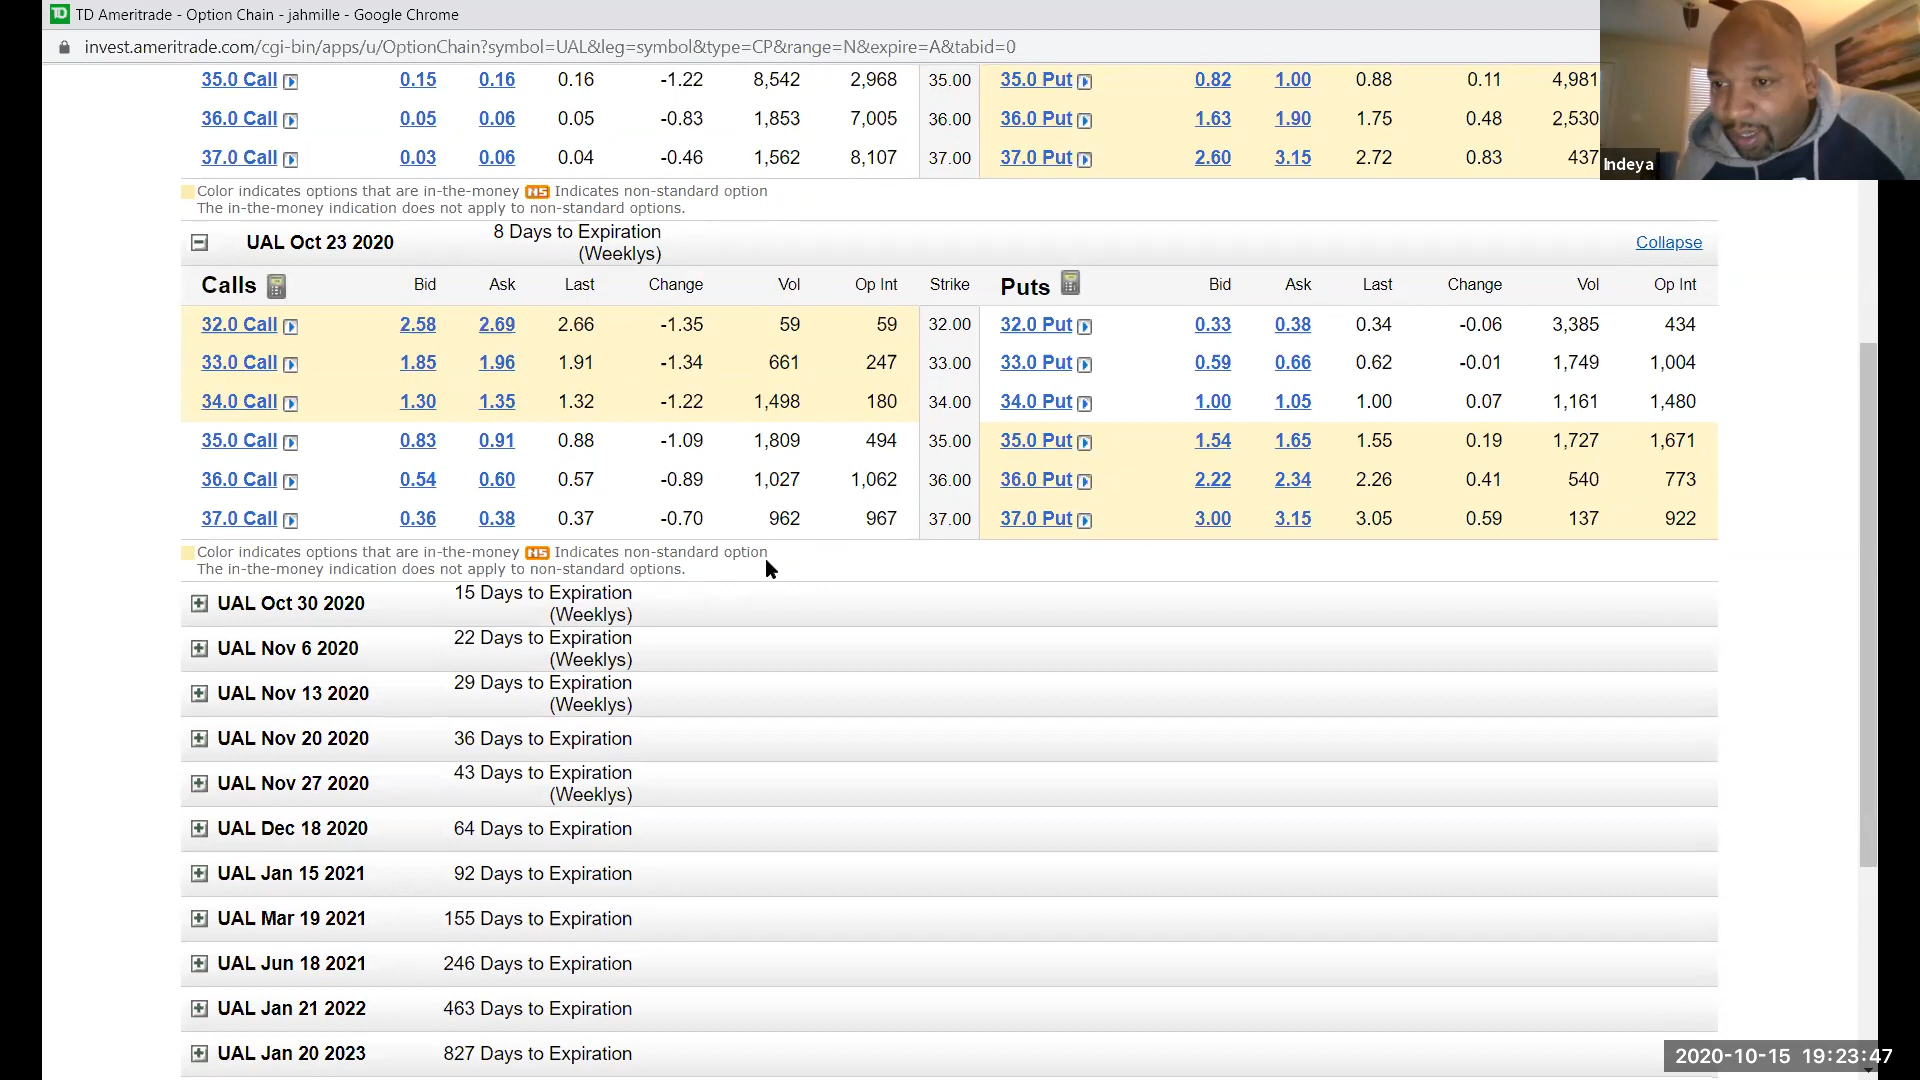 TD Ameritrade - Option Chain - jahmille - Google Chrome
invest.ameritrade.com/cgi-bin/apps/u/OptionChain?symbol=UAL&leg=symbol&type=CP&range=N&expire=A&tabid=0
35.0 Call 0.15 0.16 0.16 -1.22 8,542 2,968 35.00 35.0 Put 0.82 1.00 0.88 0.11 4,981
36.0 Call 0.05 0.06 0.05 -0.83 1,853 7,005 36.00 36.0 Put 1.63 1.90 1.75 0.48 2,530
37.0 Call 0.03 0.06 0.04 -0.46 1,562 8,107 37.00 37.0 Put 2.60 3.15 2.72 0.83 437
Indeya
Color indicates options that are in-the-money NS Indicates non-standard option
The in-the-money indication does not apply to non-standard options.
UAL Oct 23 2020 8 Days to Expiration
(Weeklys)
Collapse
Calls Bid Ask Last Change Vol Op Int Strike Puts Bid Ask Last Change Vol Op Int
32.0 Call 2.58 2.69 2.66 -1.35 59 59 32.00 32.0 Put 0.33 0.38 0.34 -0.06 3,385 434
33.0 Call 1.85 1.96 1.91 -1.34 661 247 33.00 33.0 Put 0.59 0.66 0.62 -0.01 1,749 1,004
34.0 Call 1.30 1.35 1.32 -1.22 1,498 180 34.00 34.0 Put 1.00 1.05 1.00 0.07 1,161 1,480
35.0 Call 0.83 0.91 0.88 -1.09 1,809 494 35.00 35.0 Put 1.54 1.65 1.55 0.19 1,727 1,671
36.0 Call 0.54 0.60 0.57 -0.89 1,027 1,062 36.00 36.0 Put 2.22 2.34 2.26 0.41 540 773
37.0 Call 0.36 0.38 0.37 -0.70 962 967 37.00 37.0 Put 3.00 3.15 3.05 0.59 137 922
Color indicates options that are in-the-money NS Indicates non-standard option
The in-the-money indication does not apply to non-standard options.
UAL Oct 30 2020 15 Days to Expiration
(Weeklys)
UAL Nov 6 2020 22 Days to Expiration
(Weeklys)
UAL Nov 13 2020 29 Days to Expiration
(Weeklys)
UAL Nov 20 2020 36 Days to Expiration
UAL Nov 27 2020 43 Days to Expiration
(Weeklys)
UAL Dec 18 2020 64 Days to Expiration
UAL Jan 15 2021 92 Days to Expiration
UAL Mar 19 2021 155 Days to Expiration
UAL Jun 18 2021 246 Days to Expiration
UAL Jan 21 2022 463 Days to Expiration
UAL Jan 20 2023 827 Days to Expiration
2020-10-15 19:23:47